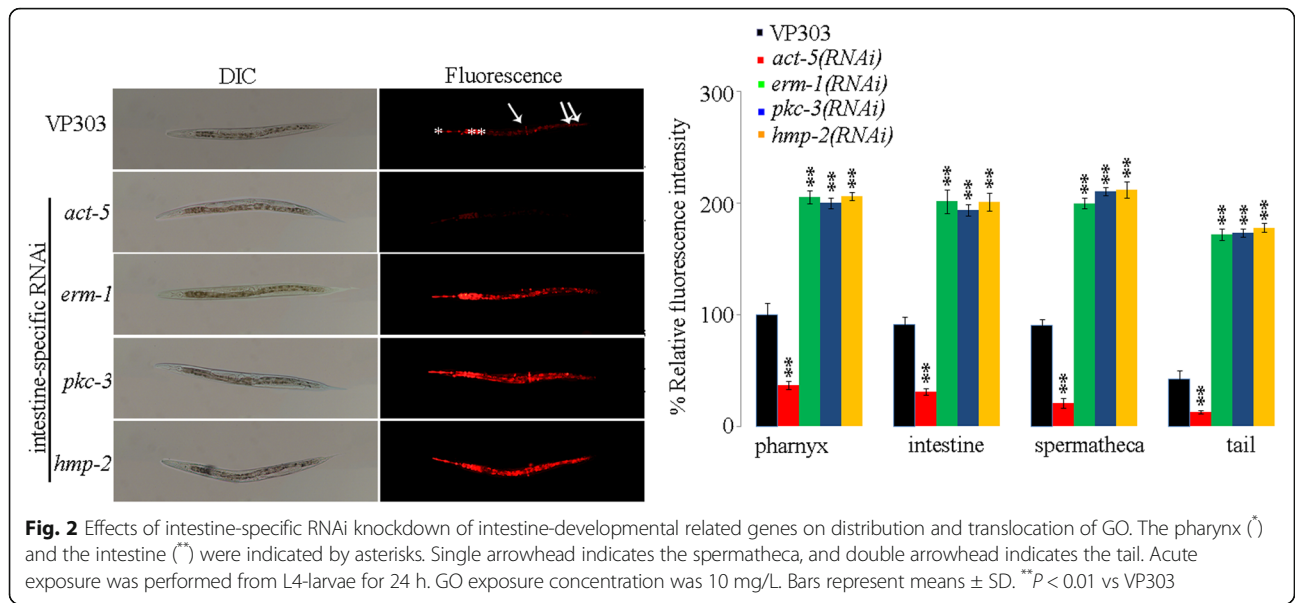 DIC
Fluorescence
VP303
* **
intestine-specific RNAi
act-5
erm-1
pkc-3
hmp-2
VP303
act-5(RNAi)
erm-1(RNAi)
pkc-3(RNAi)
hmp-2(RNAi)
% Relative fluorescence intensity
300
200
100
0
** ** ** **
** ** ** **
** ** ** **
** ** ** **
pharnyx
intestine
spermatheca
tail
Fig. 2 Effects of intestine-specific RNAi knockdown of intestine-developmental related genes on distribution and translocation of GO. The pharynx (*)
and the intestine (**) were indicated by asterisks. Single arrowhead indicates the spermatheca, and double arrowhead indicates the tail. Acute
exposure was performed from L4-larvae for 24 h. GO exposure concentration was 10 mg/L. Bars represent means ± SD. **P < 0.01 vs VP303